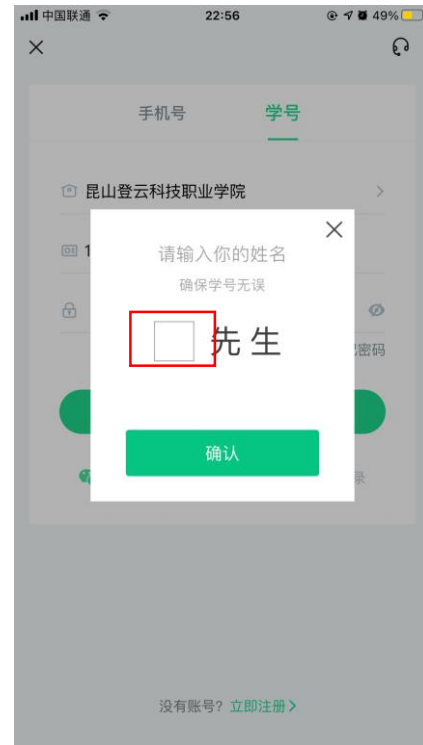 中国联通 22:56 49%
手机号 学号
昆山登云科技职业学院
1
请输入你的姓名
确保学号无误
先生
密码
确认
录
没有账号? 立即注册